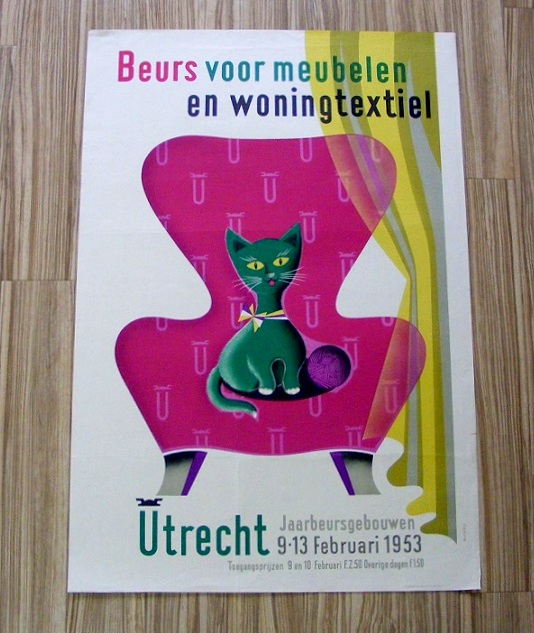 Beurs voor meubelen
en woningtextiel
Utrecht
Jaarbeursgebouwen
9-13 Februari 1953
Toegangsprijzen 9 en 10 Februari F.2.50 Overige dagen F.1.50